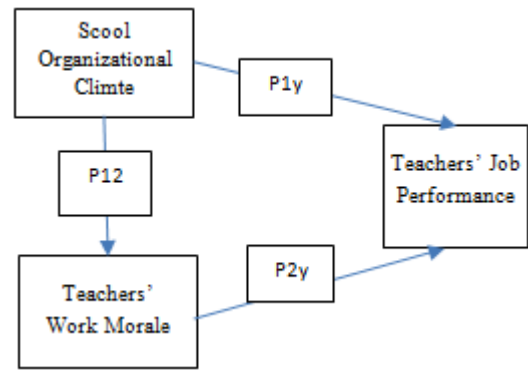 Scool
Organizational
Climte
P1y
P12
Teachers’ Job
Performance
P2y
Teachers’
Work Morale